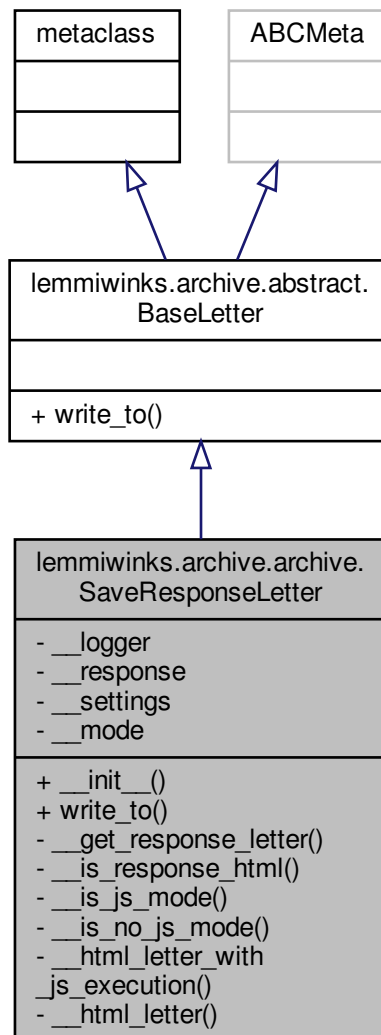 metaclass
ABCMeta
lemmiwinks.archive.abstract.
BaseLetter
+ write_to()
lemmiwinks.archive.archive.
SaveResponseLetter
- __logger
- __response
- __settings
- __mode
+ __init__()
+ write_to()
- __get_response_letter()
- __is_response_html()
- __is_js_mode()
- __is_no_js_mode()
- __html_letter_with
_js_execution()
- __html_letter()